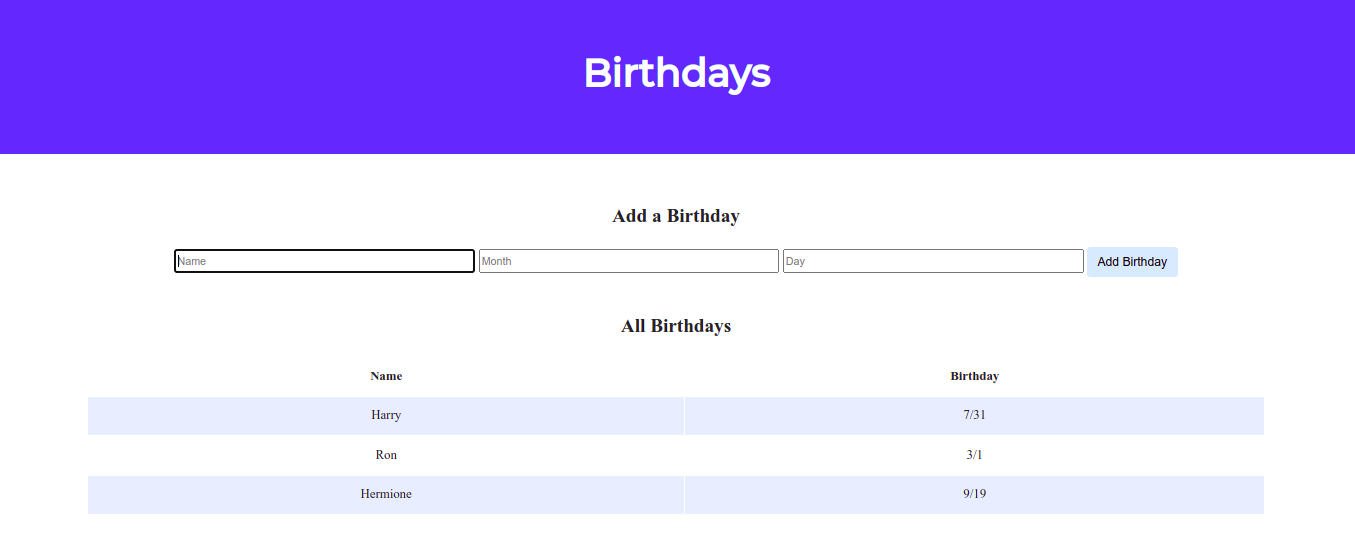 Birthdays
Add a Birthday
Name Month Day Add Birthday
All Birthdays
Name Birthday
Harry 7/31
Ron 3/1
Hermione 9/19